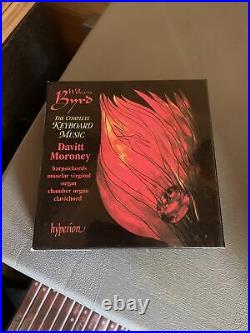 William
Byrd
THE COMPLETE
KEYBOARD
MUSIC
Davitt
Moroney
harpsichords
muselar virginal
organ
chamber organ
clavichord
hyperion